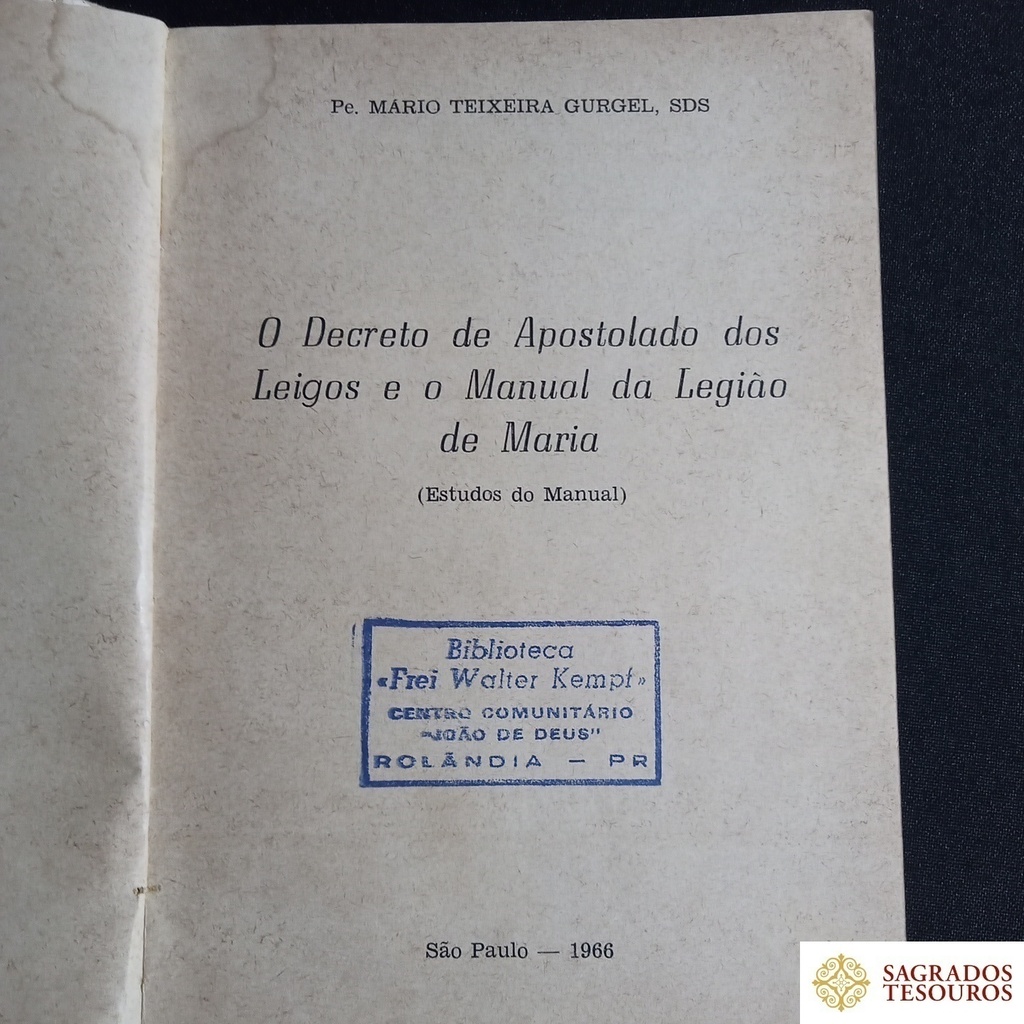 Pe. MÁRIO TEIXEIRA GURGEL, SDS
O Decreto de Apostolado dos
Leigos e o Manual da Legião
de Maria
(Estudos do Manual)
Biblioteca
«Frei Walter Kempf»
CENTRO COMUNITÁRIO
"JOÃO DE DEUS"
ROLÂNDIA — PR
São Paulo — 1966
SAGRADOS
TESOUROS